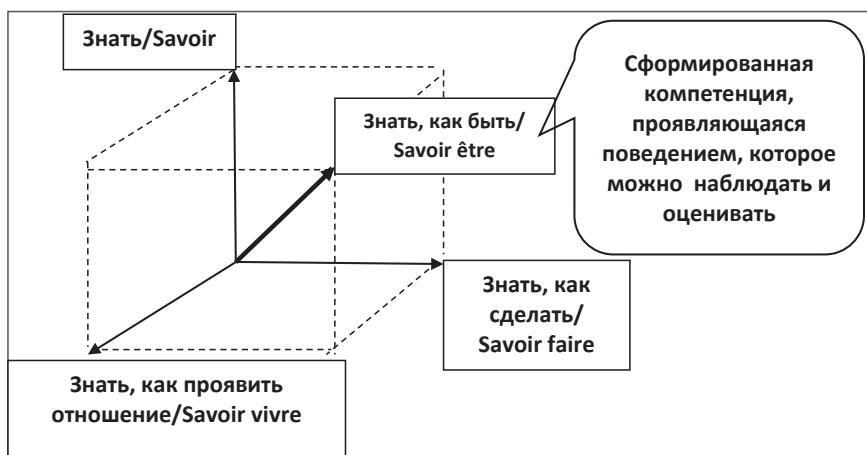 Знать/Savoir
Знать, как быть/
Savoir être
Сформированная
компетенция,
проявляющаяся
поведением, которое
можно наблюдать и
оценивать
Знать, как
сделать/
Savoir faire
Знать, как проявить
отношение/Savoir vivre